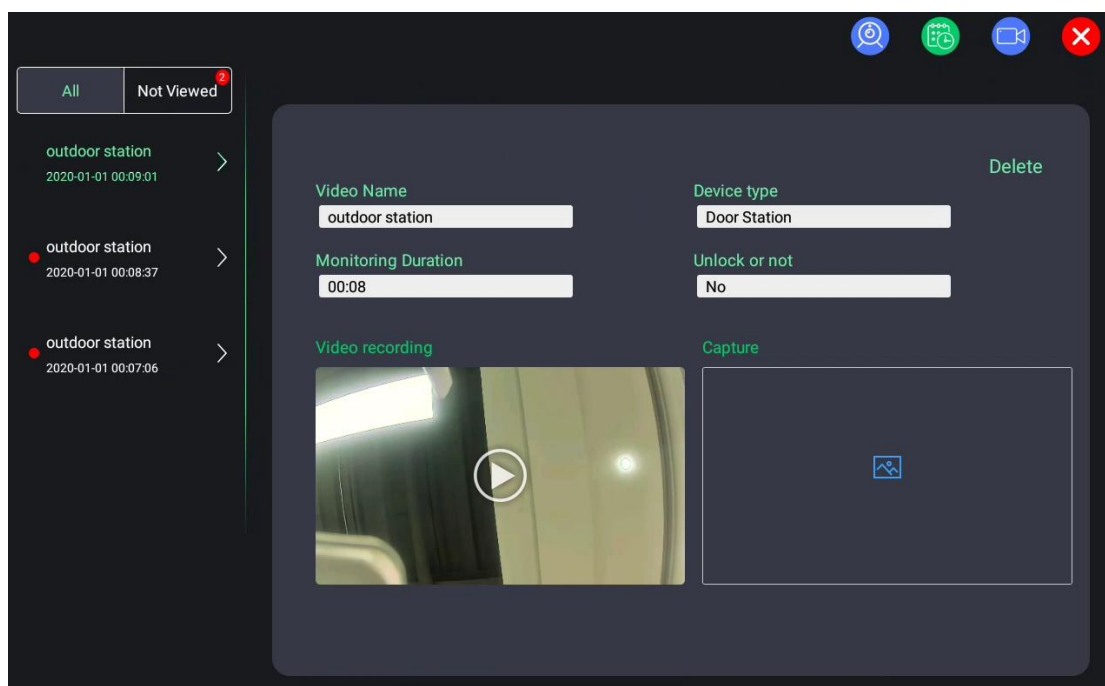 All
Not Viewed
2
outdoor station
2020-01-01 00:09:01
outdoor station
2020-01-01 00:08:37
outdoor station
2020-01-01 00:07:06
Delete
Video Name
Device type
outdoor station
Door Station
Monitoring Duration
Unlock or not
00:08
No
Video recording
Capture